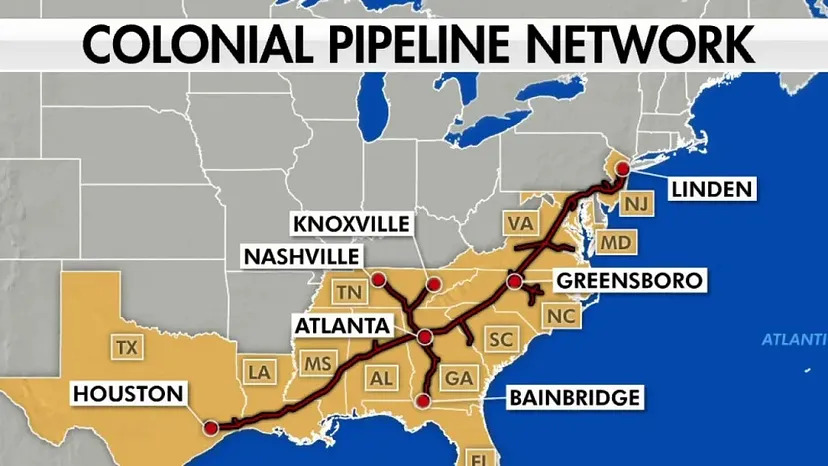 COLONIAL PIPELINE NETWORK
LINDEN
NJ
VA
MD
KNOXVILLE
NASHVILLE
TN
GREENSBORO
NC
ATLANTA
SC
ATLANTI
TX
MS
LA
AL
GA
HOUSTON
BAINBRIDGE
FL